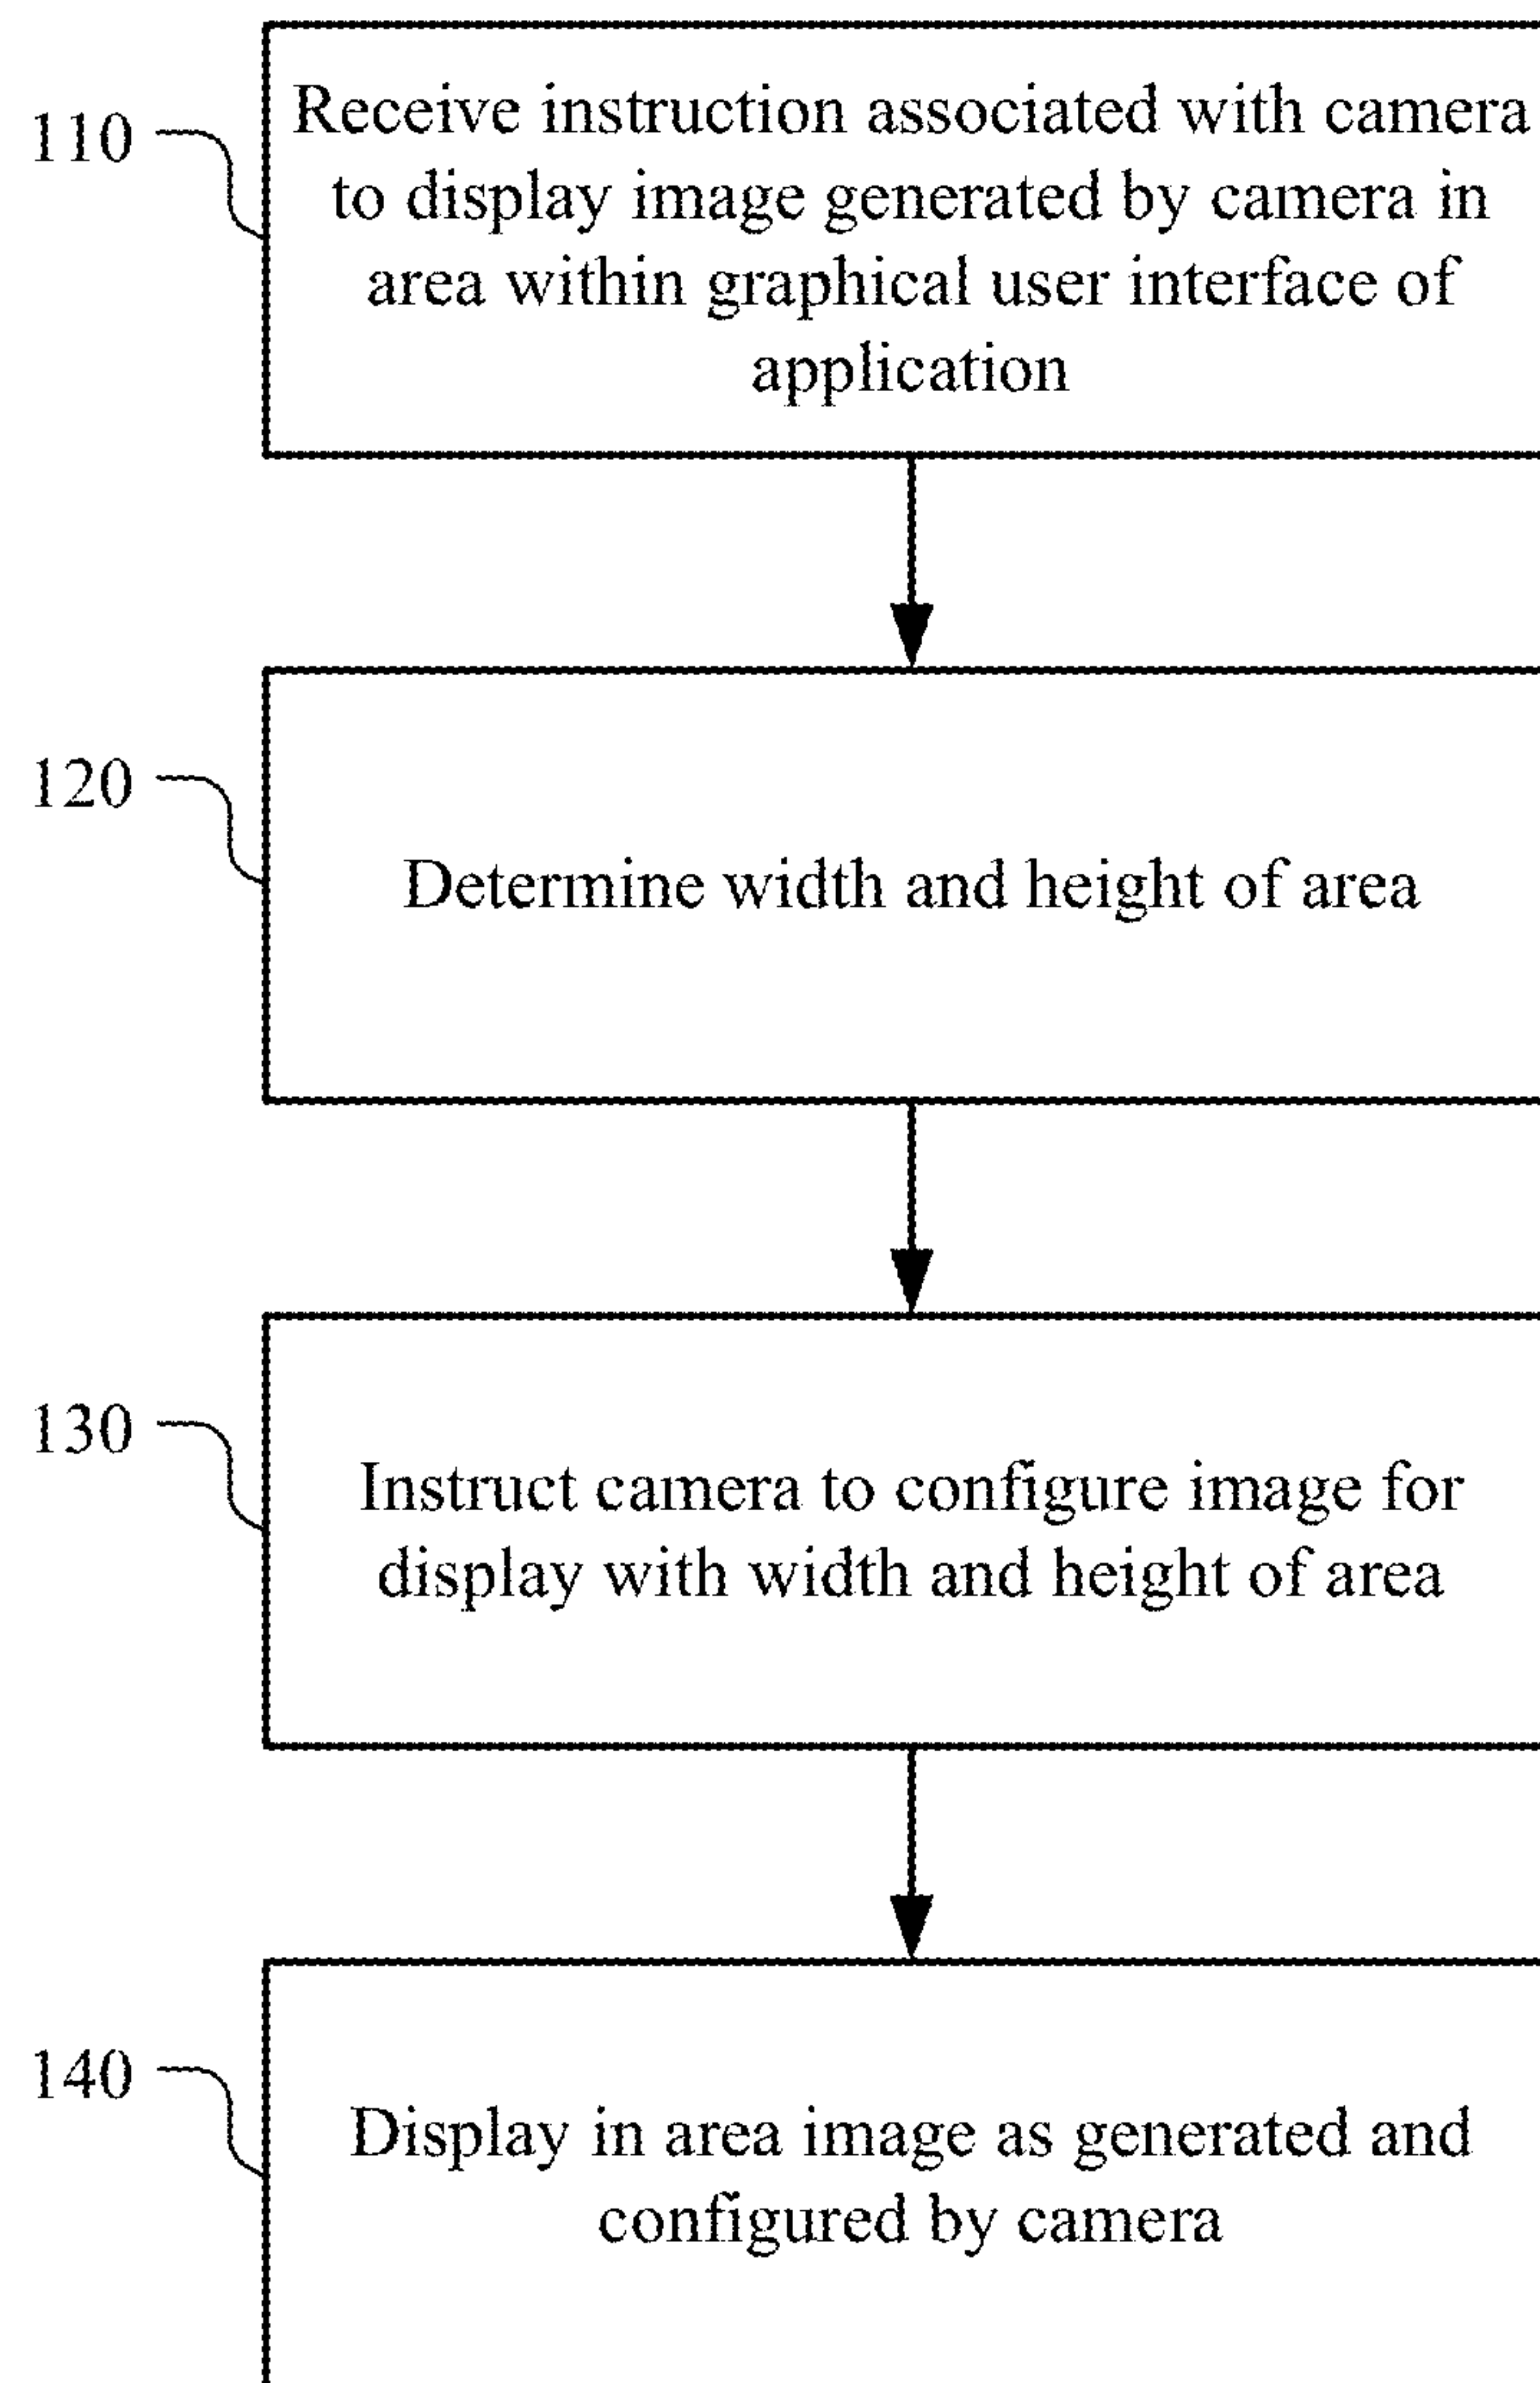 110
Receive instruction associated with camera
to display image generated by camera in
area within graphical user interface of
application
120
Determine width and height of area
130
Instruct camera to configure image for
display with width and height of area
140
Display in area image as generated and
configured by camera